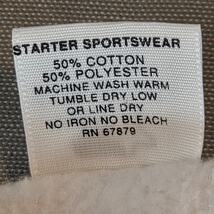 STARTER SPORTSWEAR
50% COTTON
50% POLYESTER
MACHINE WASH WARM
TUMBLE DRY LOW
OR LINE DRY
NO IRON NO BLEACH
RN 67879